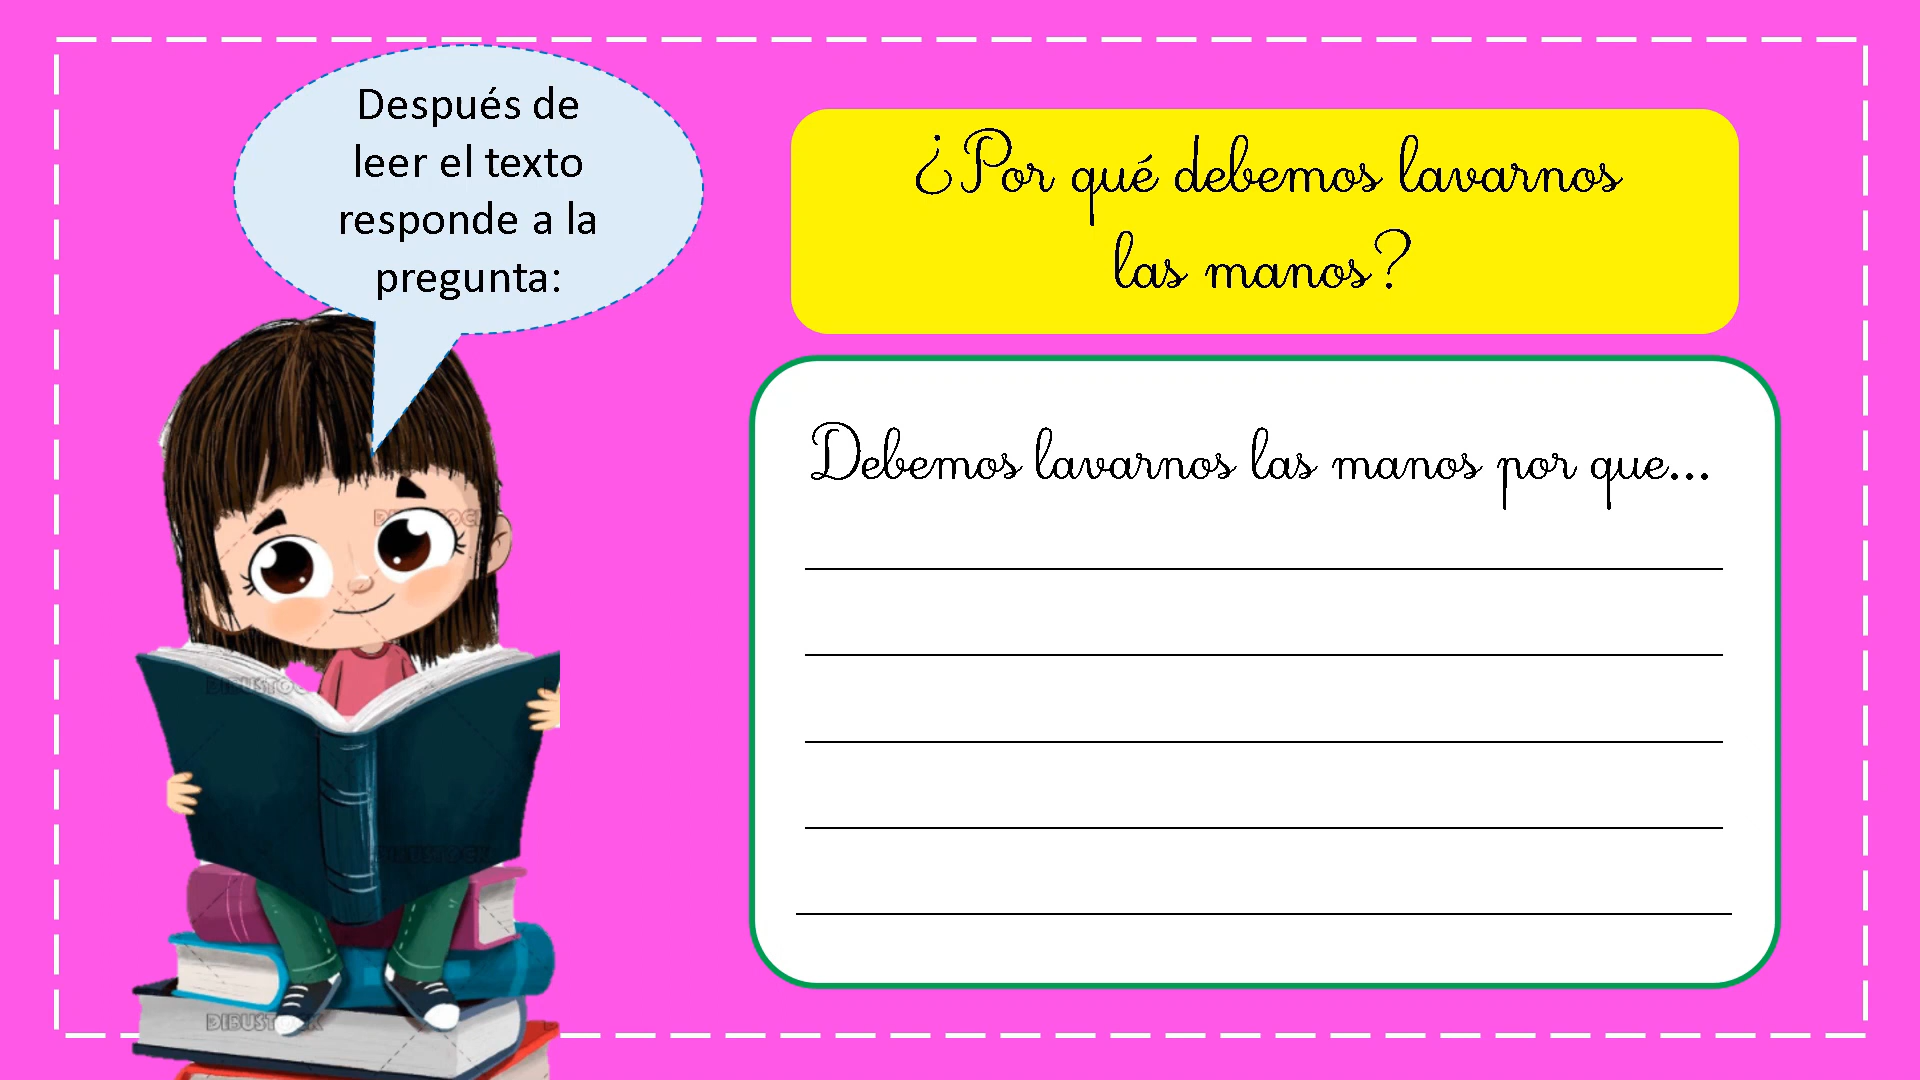 Después de
leer el texto
responde a la
pregunta:
¿Por qué debemos lavarnos
las manos?
Debemos lavarnos las manos por que...
DIBUSTOCK